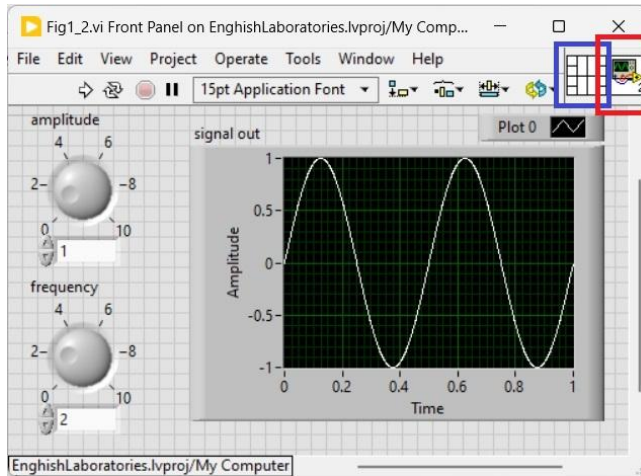 Fig1_2.vi Front Panel on EnghishLaboratories.lvproj/My Comp...
File Edit View Project Operate Tools Window Help
15pt Application Font
amplitude
4 6
2 8
0 10
1
frequency
4 6
2 8
0 10
2
signal out
Plot 0
Amplitude
1
0.5
0
-0.5
-1
0 0.2 0.4 0.6 0.8 1
Time
EnghishLaboratories.lvproj/My Computer